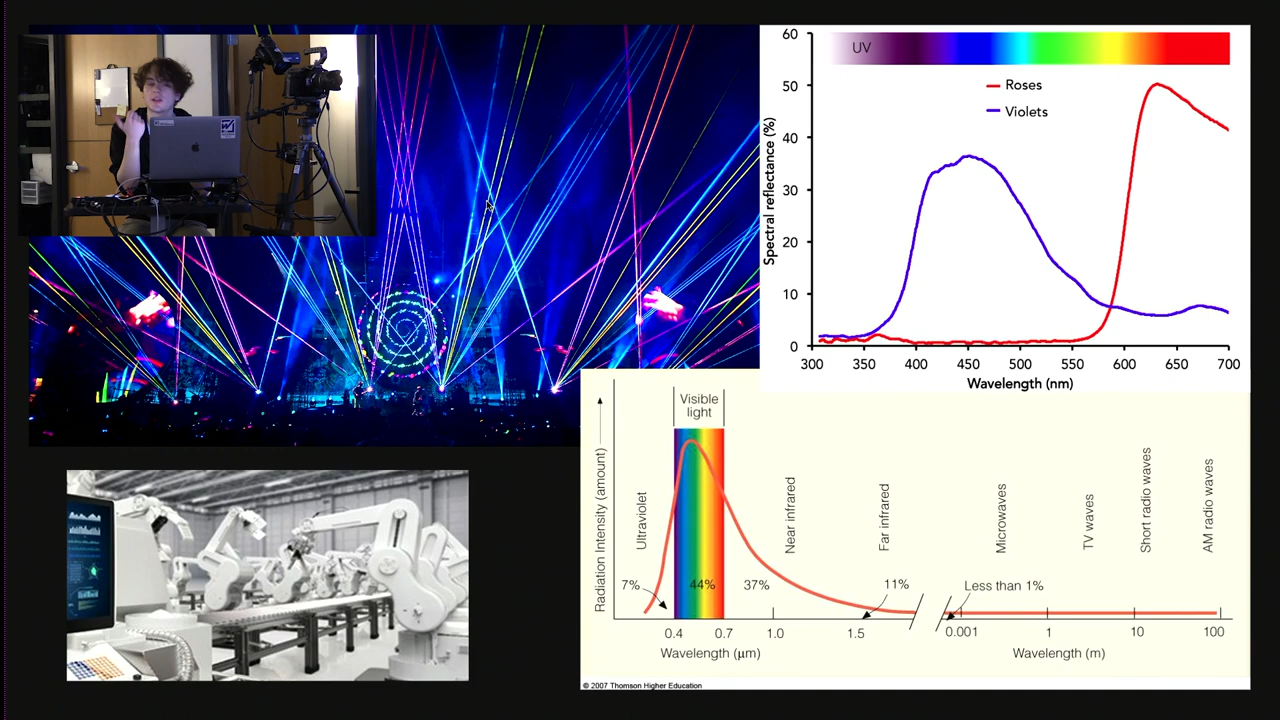 60
50
40
30
20
10
0
Spectral reflectance (%)
UV
Roses
Violets
300 350 400 450 500 550 600 650 700
Wavelength (nm)
Visible
light
Radiation Intensity (amount)
Ultraviolet
Near infrared
Far infrared
Microwaves
TV waves
Short radio waves
AM radio waves
7% 44% 37% 11% Less than 1%
0.4 0.7 1.0 1.5 0.001 1 10 100
Wavelength (μm) Wavelength (m)
© 2007 Thomson Higher Education